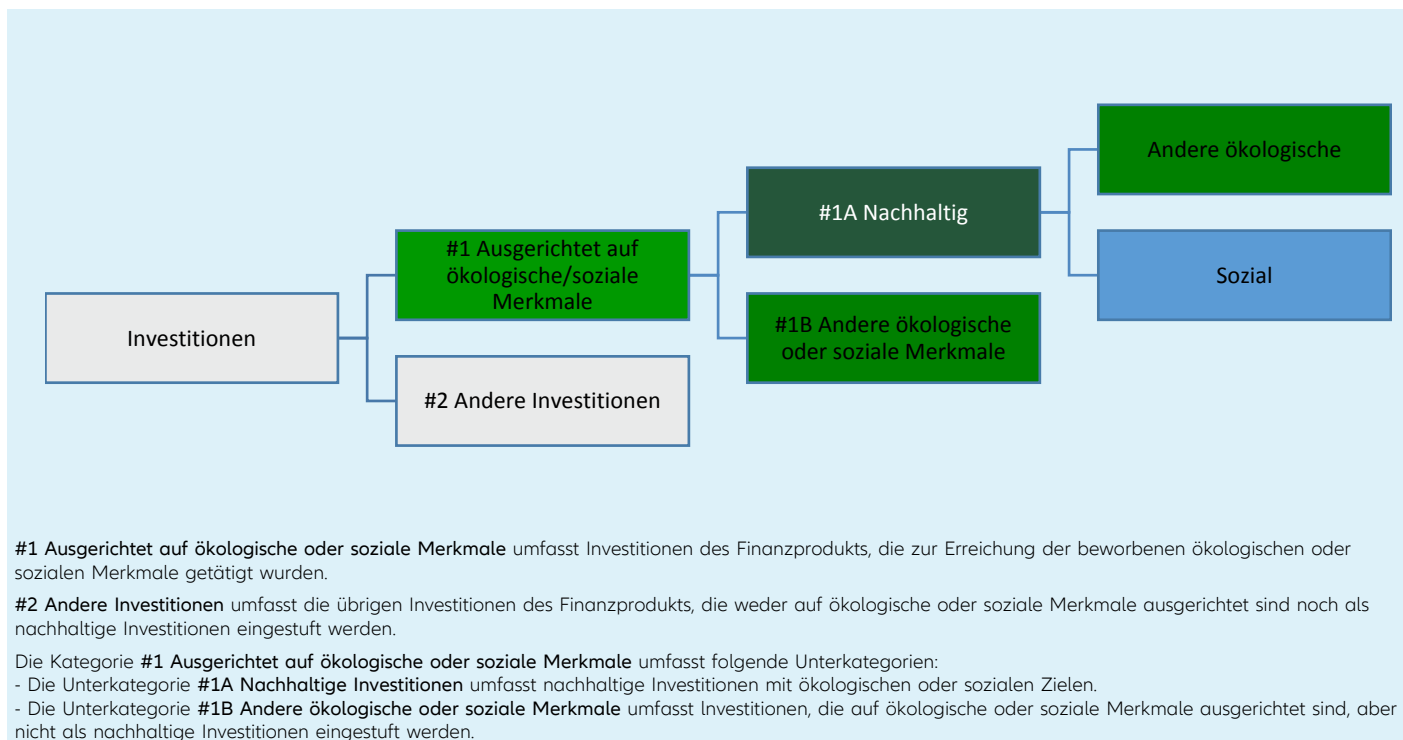 Andere ökologische
#1A Nachhaltig
#1 Ausgerichtet auf
ökologische/soziale
Merkmale
Sozial
Investitionen
#1B Andere ökologische
oder soziale Merkmale
#2 Andere Investitionen
#1 Ausgerichtet auf ökologische oder soziale Merkmale umfasst Investitionen des Finanzprodukts, die zur Erreichung der beworbenen ökologischen oder
sozialen Merkmale getätigt wurden.
#2 Andere Investitionen umfasst die übrigen Investitionen des Finanzprodukts, die weder auf ökologische oder soziale Merkmale ausgerichtet sind noch als
nachhaltige Investitionen eingestuft werden.
Die Kategorie #1 Ausgerichtet auf ökologische oder soziale Merkmale umfasst folgende Unterkategorien:
- Die Unterkategorie #1A Nachhaltige Investitionen umfasst nachhaltige Investitionen mit ökologischen oder sozialen Zielen.
- Die Unterkategorie #1B Andere ökologische oder soziale Merkmale umfasst Investitionen, die auf ökologische oder soziale Merkmale ausgerichtet sind, aber
nicht als nachhaltige Investitionen eingestuft werden.